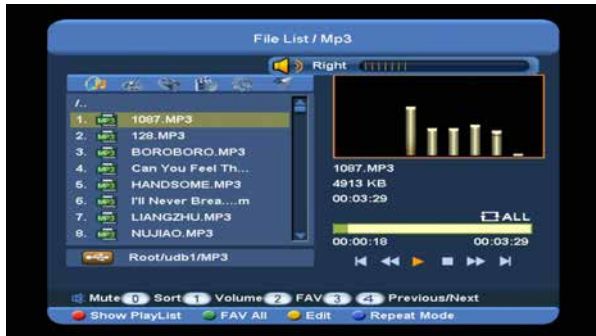 File List / Mp3
Right
/..
1. 1087.MP3
2. 128.MP3
3. BOROBORO.MP3
4. Can You Feel Th...
5. HANDSOME.MP3
6. I'll Never Brea....m
7. LIANGZHU.MP3
8. NUJIAO.MP3
Root/udb1/MP3
1087.MP3
4913 KB
00:03:29
ALL
00:00:18 00:03:29
Mute 0 Sort 1 Volume 2 FAV 3 4 Previous/Next
Show PlayList FAV All Edit Repeat Mode